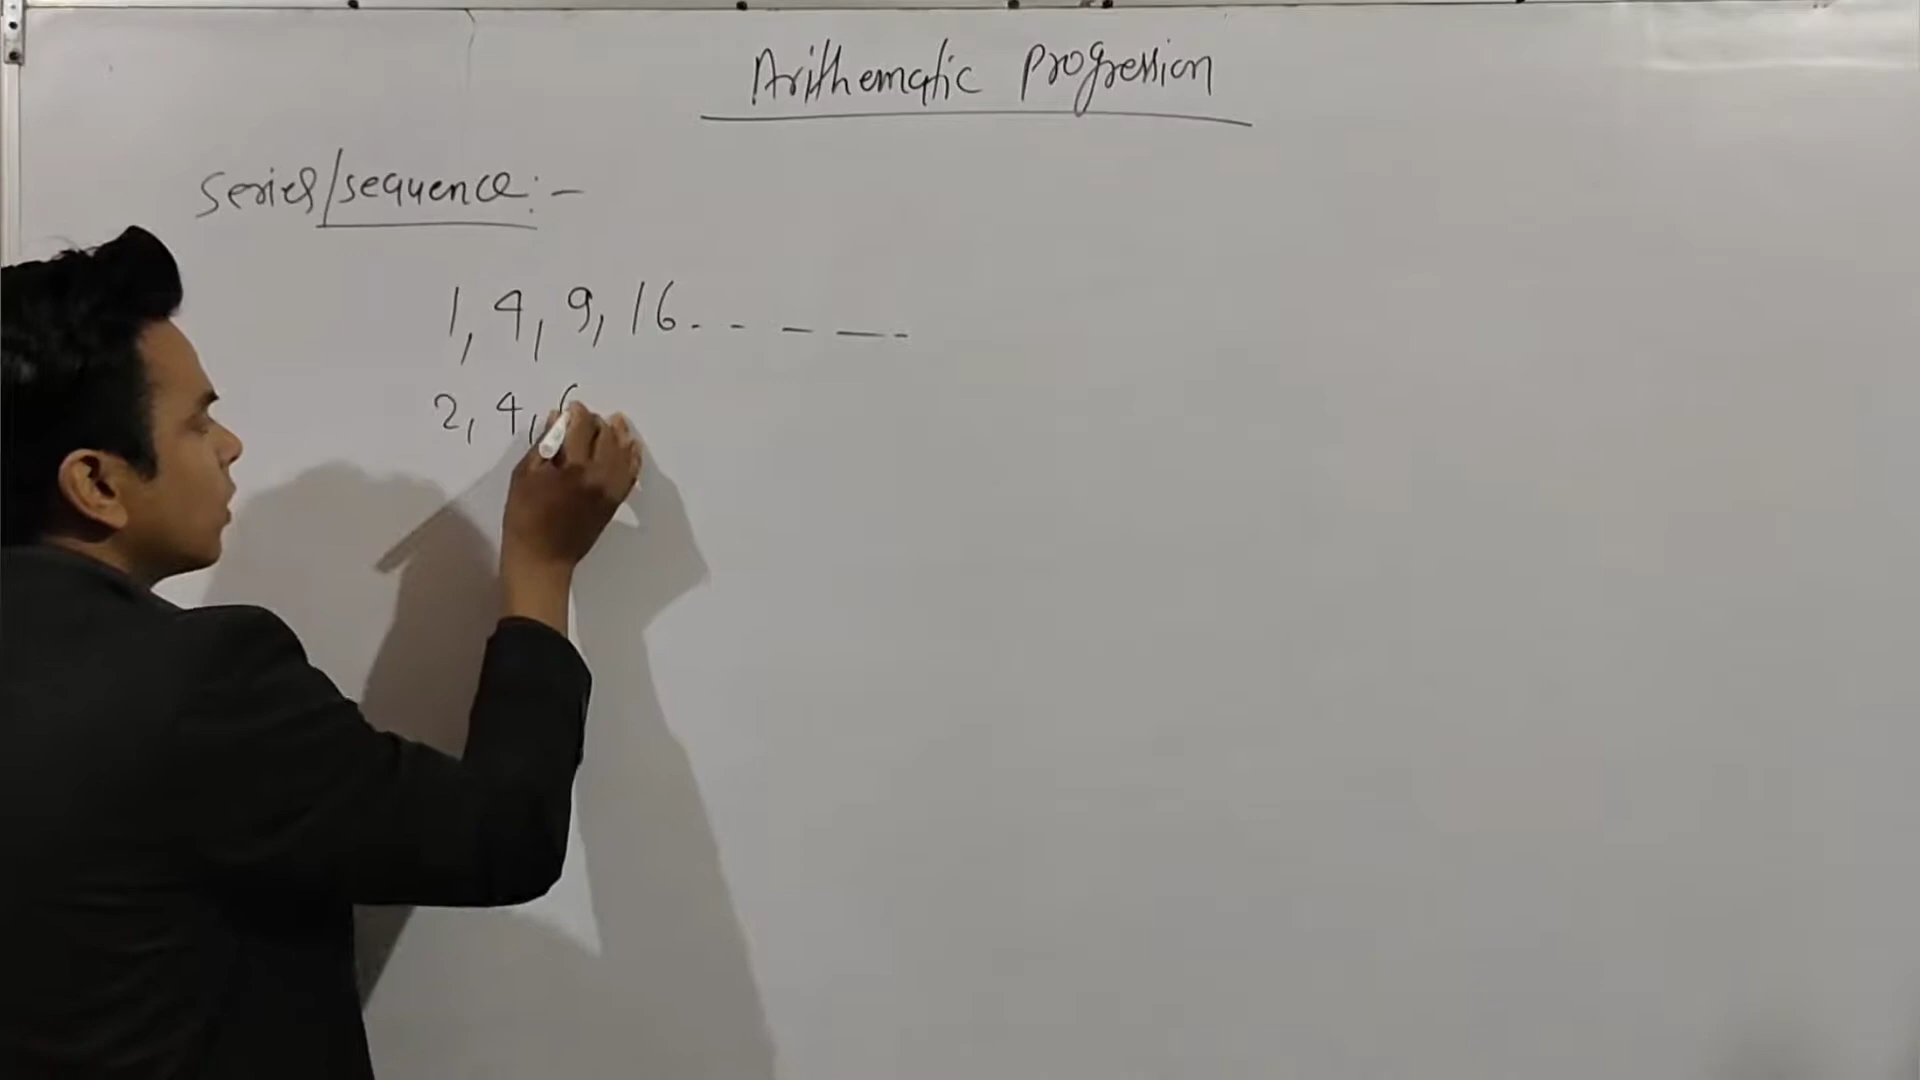 Arithematic Progression
Series/sequence:-
1, 4, 9, 16. - - - - -
2, 4, 6